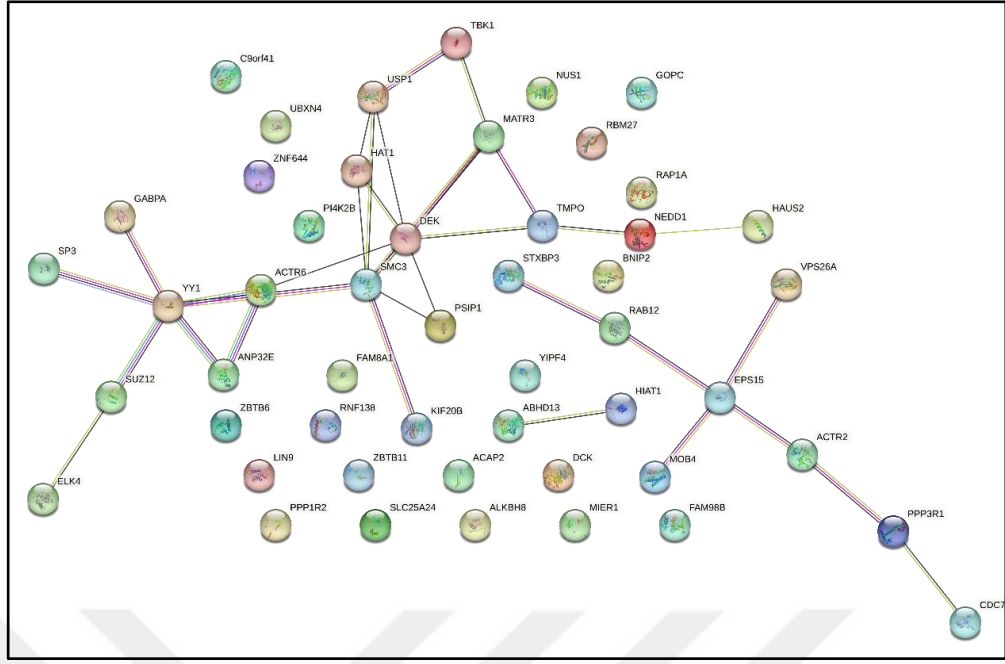 TBK1
C9orf41
USP1
NUS1
GOPC
UBXN4
MATR3
RBM27
HAT1
ZNF644
RAP1A
GABPA
PI4K2B
DEK
TMPO
NEDD1
HAUS2
SP3
ACTR6
SMC3
STXBP3
BNIP2
VPS26A
YY1
PSIP1
RAB12
ANP32E
FAM8A1
YIPF4
SUZ12
EPS15
ZBTB6
RNF138
KIF20B
ABHD13
HIAT1
ACTR2
LIN9
ZBTB11
ACAP2
DCK
MOB4
ELK4
PPP1R2
SLC25A24
ALKBH8
MIER1
FAM98B
PPP3R1
CDC7